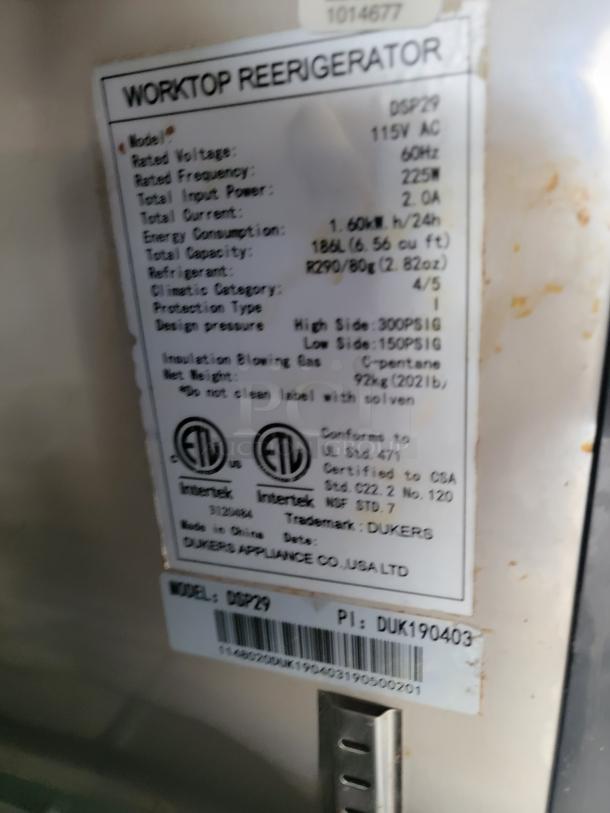 1014677
WORKTOP REERIGERATOR
Model: DSP29
Rated Voltage: 115V AC
Rated Frequency: 60Hz
Total Input Power: 225W
Total Current: 2.0A
Energy Consumption: 1.60kW.h/24h
Total Capacity: 186L(6.56 cu ft)
Refrigerant: R290/80g(2.82oz)
Climatic Category: 4/5
Protection Type I
Design pressure High Side:300PSIG
Low Side:150PSIG
Insulation Blowing Gas C-pentane
Net Weight: 92kg(202lb)
*Do not clean label with solven
ETL ETL
c us
Intertek Intertek
3120484
Conforms to
UL Std. 471
Certified to CSA
Std. C22.2 No. 120
NSF STD. 7
Trademark: DUKERS
Made in China Date:
DUKERS APPLIANCE CO.,USA LTD
MODEL: DSP29 PI: DUK190403
1148020DUK190403190500201